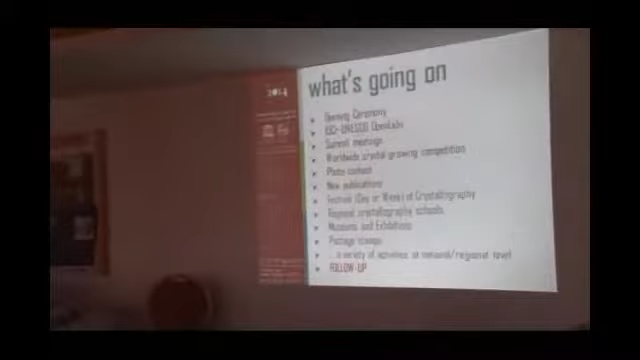 2014
what's going on
Opening Ceremony
IUCr-UNESCO OpenLabs
Summit meetings
Worldwide crystal growing competition
Photo contest
New publications
Festival (Day or Week) of Crystallography
Regional crystallography schools
Museums and Exhibitions
Postage stamps
... a variety of activities at national/regional level
FOLLOW-UP